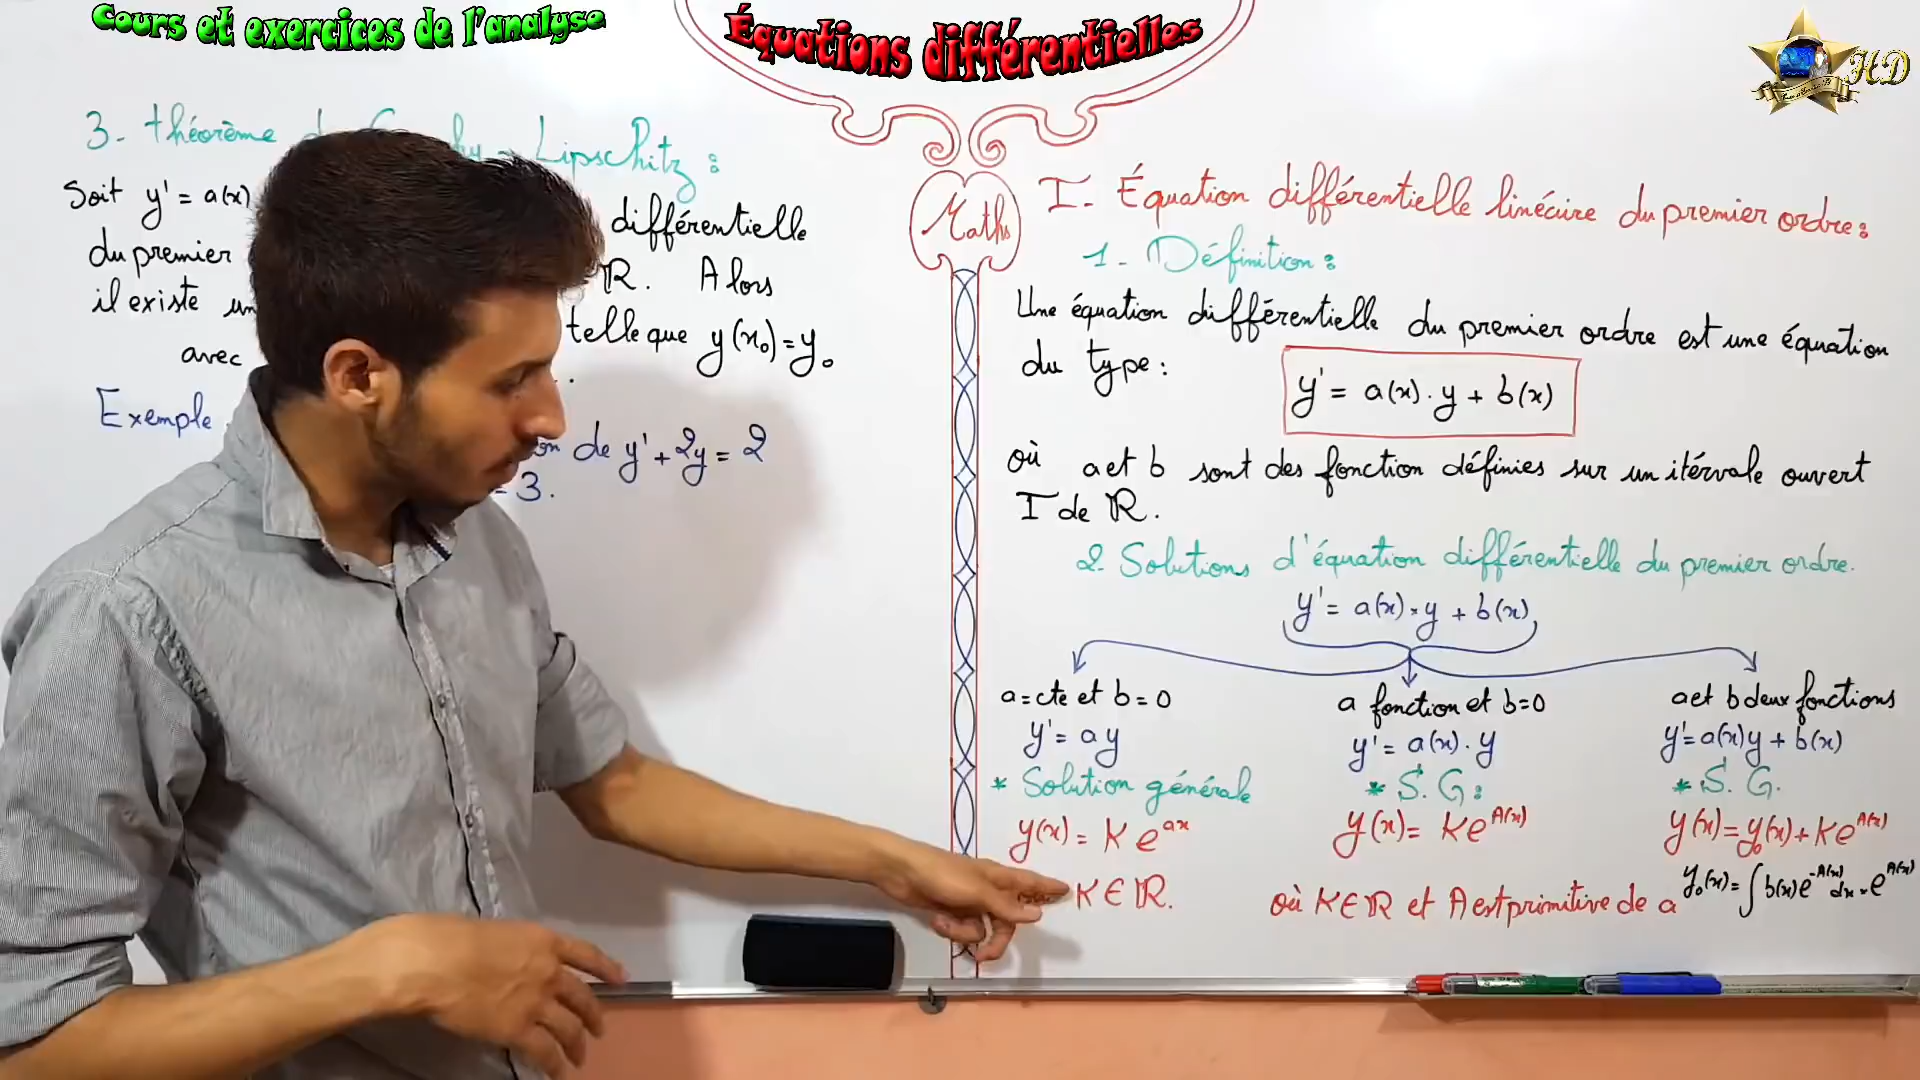 Cours et exercices de l'analyse
Équations différentielles
HD
3- théorème Lipschitz :
Soit y' = a(x) différentielle
du premier ℝ. Alors
il existe telle que y(x₀)=y₀
avec
Exemple
de y' + 2y = 2
= 3.
Maths
I- Équation différentielle linéaire du premier ordre :
1- Définition :
Une équation différentielle du premier ordre est une équation
du type :
y' = a(x). y + b(x)
où a et b sont des fonction définies sur un itérvale ouvert
I de ℝ.
2- Solutions d'équation différentielle du premier ordre.
y' = a(x) . y + b(x)
a = cte et b = 0
y' = a y
* Solution générale
y(x) = K e^{ax}
K ∈ ℝ.
a fonction et b=0
y' = a(x) . y
* S. G :
y(x) = Ke^{A(x)}
où K ∈ ℝ et A est primitive de a
a et b deux fonctions
y' = a(x)y + b(x)
* S. G.
y(x) = y₀(x) + Ke^{A(x)}
y₀(x) = ∫ b(x) e^{-A(x)} dx . e^{A(x)}